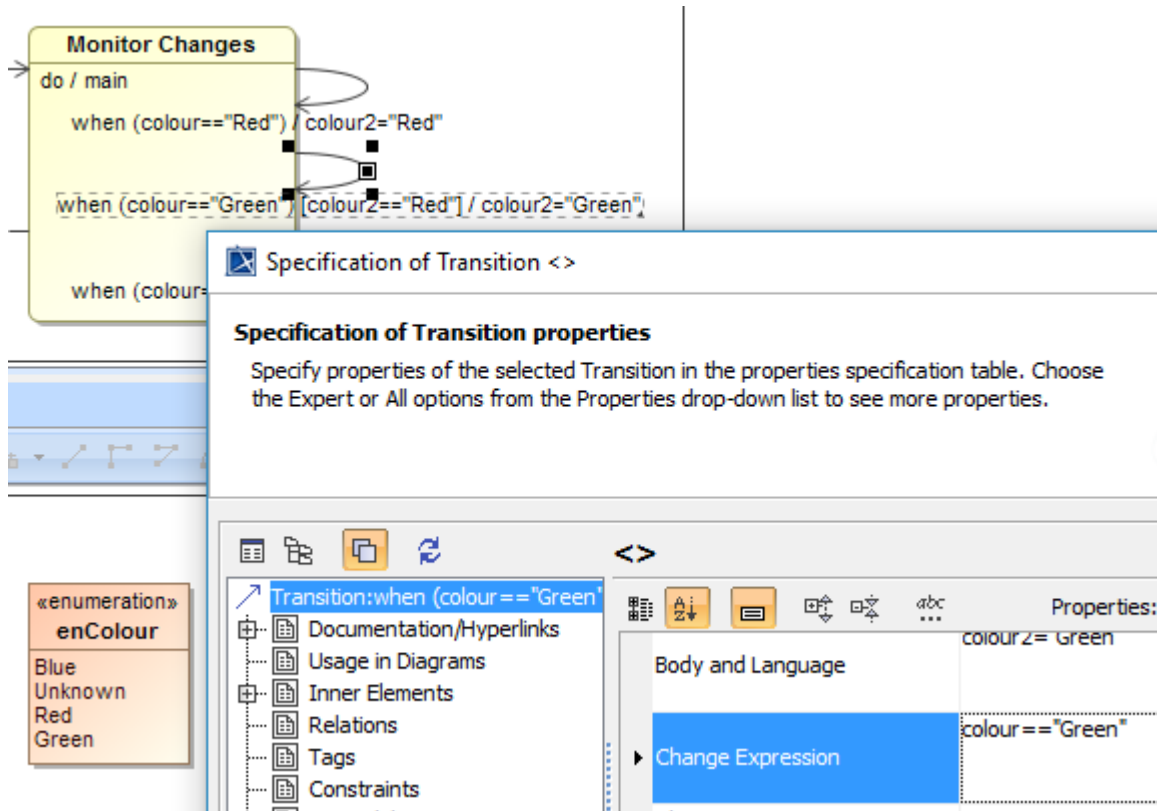 Monitor Changes
do / main
when (colour=="Red") / colour2="Red"
when (colour=="Green") [colour2=="Red"] / colour2="Green";
when (colour=
Specification of Transition <>
Specification of Transition properties
Specify properties of the selected Transition in the properties specification table. Choose
the Expert or All options from the Properties drop-down list to see more properties.
<>
Transition:when (colour=="Green"
Documentation/Hyperlinks
Usage in Diagrams
Inner Elements
Relations
Tags
Constraints
abc
Properties:
colour2="Green"
Body and Language
Change Expression
colour=="Green"
«enumeration»
enColour
Blue
Unknown
Red
Green